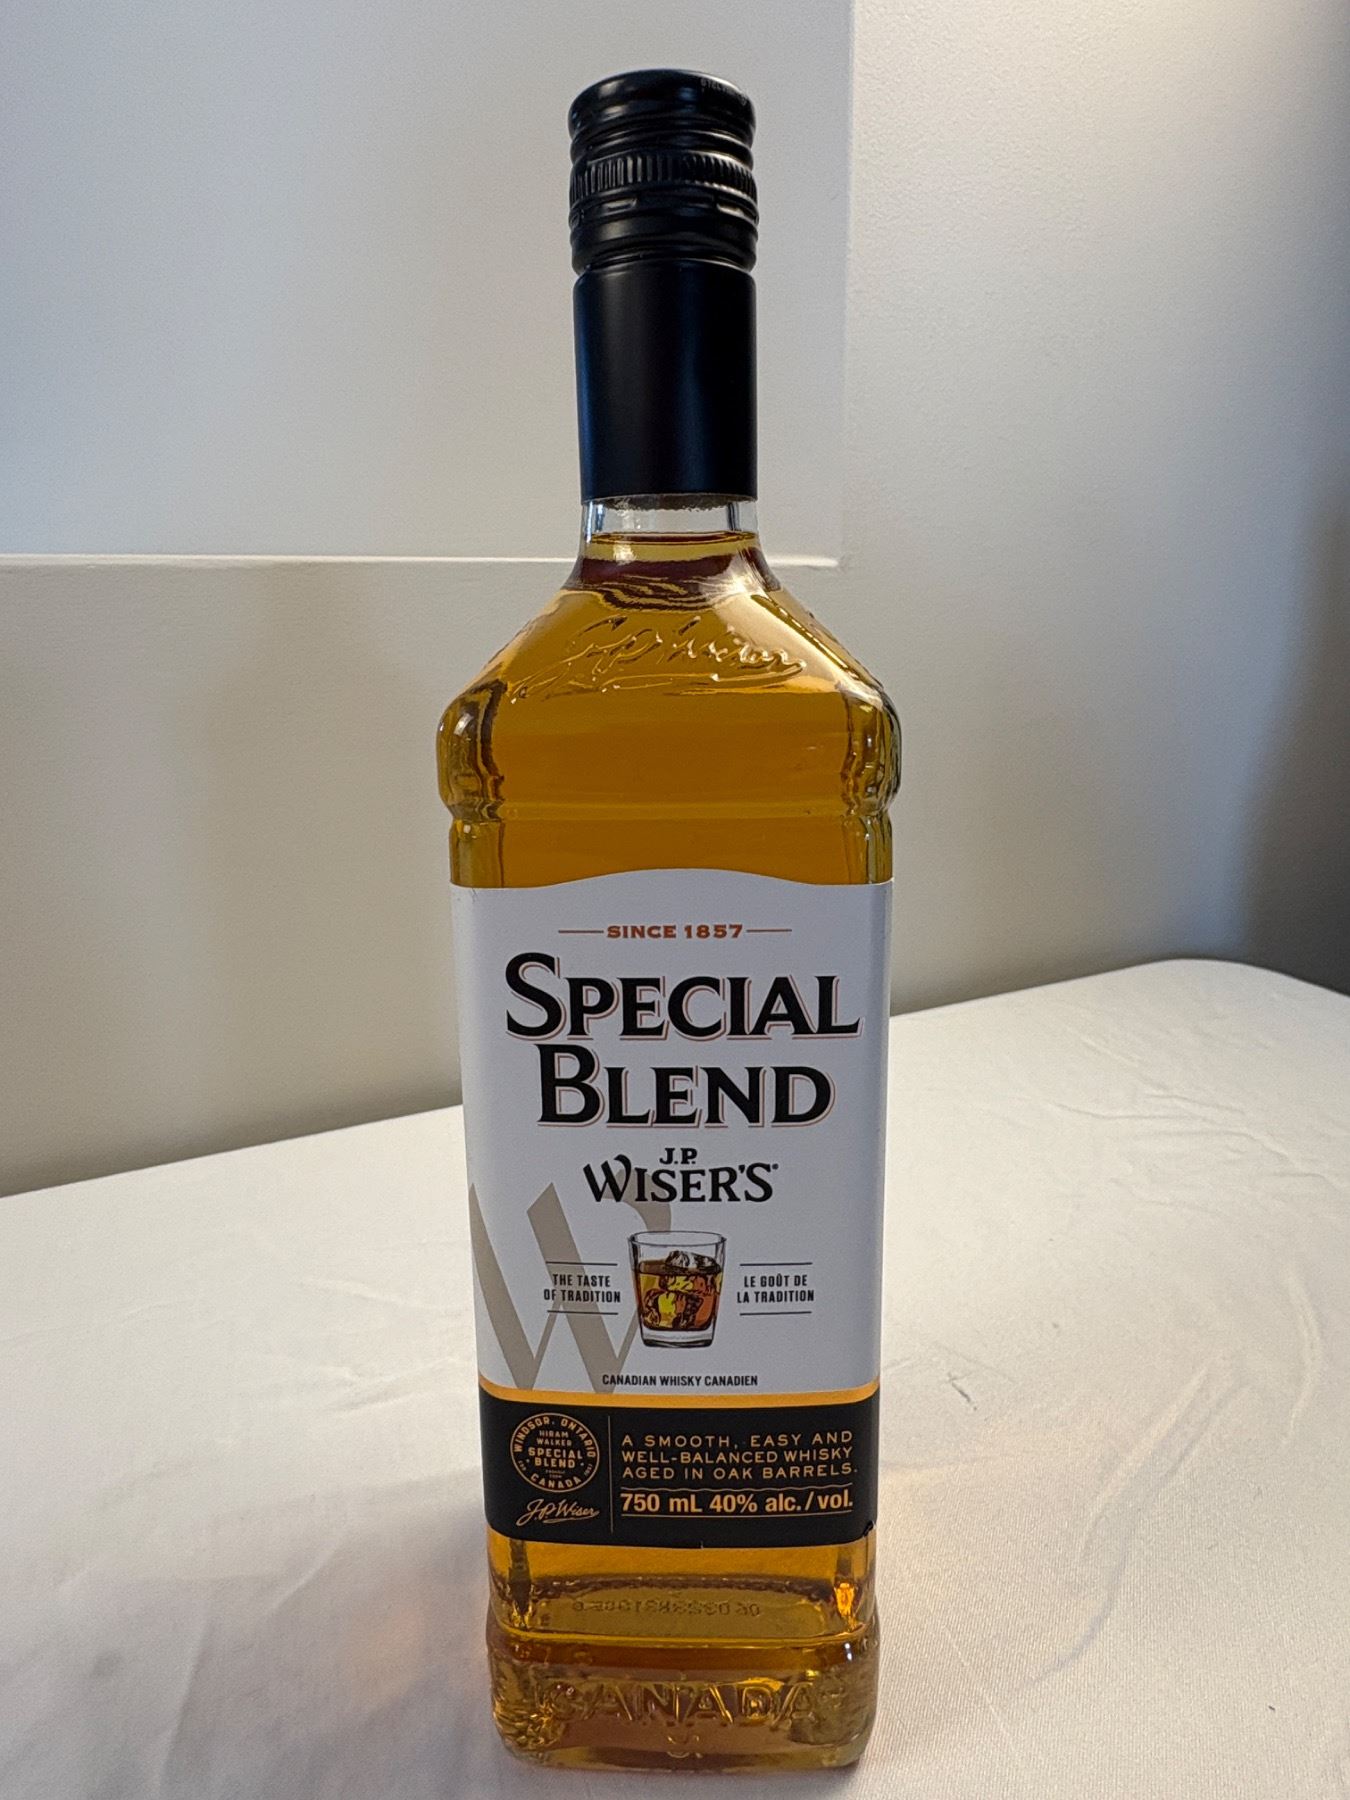 J.P. Wiser
SINCE 1857
SPECIAL
BLEND
J.P.
WISER'S®
THE TASTE
OF TRADITION
LE GOÛT DE
LA TRADITION
CANADIAN WHISKY CANADIEN
WINDSOR, ONTARIO
HIRAM
WALKER
SPECIAL
BLEND
CANADA
J.P. Wiser
A SMOOTH, EASY AND
WELL-BALANCED WHISKY
AGED IN OAK BARRELS.
750 mL 40% alc./vol.
CANADA